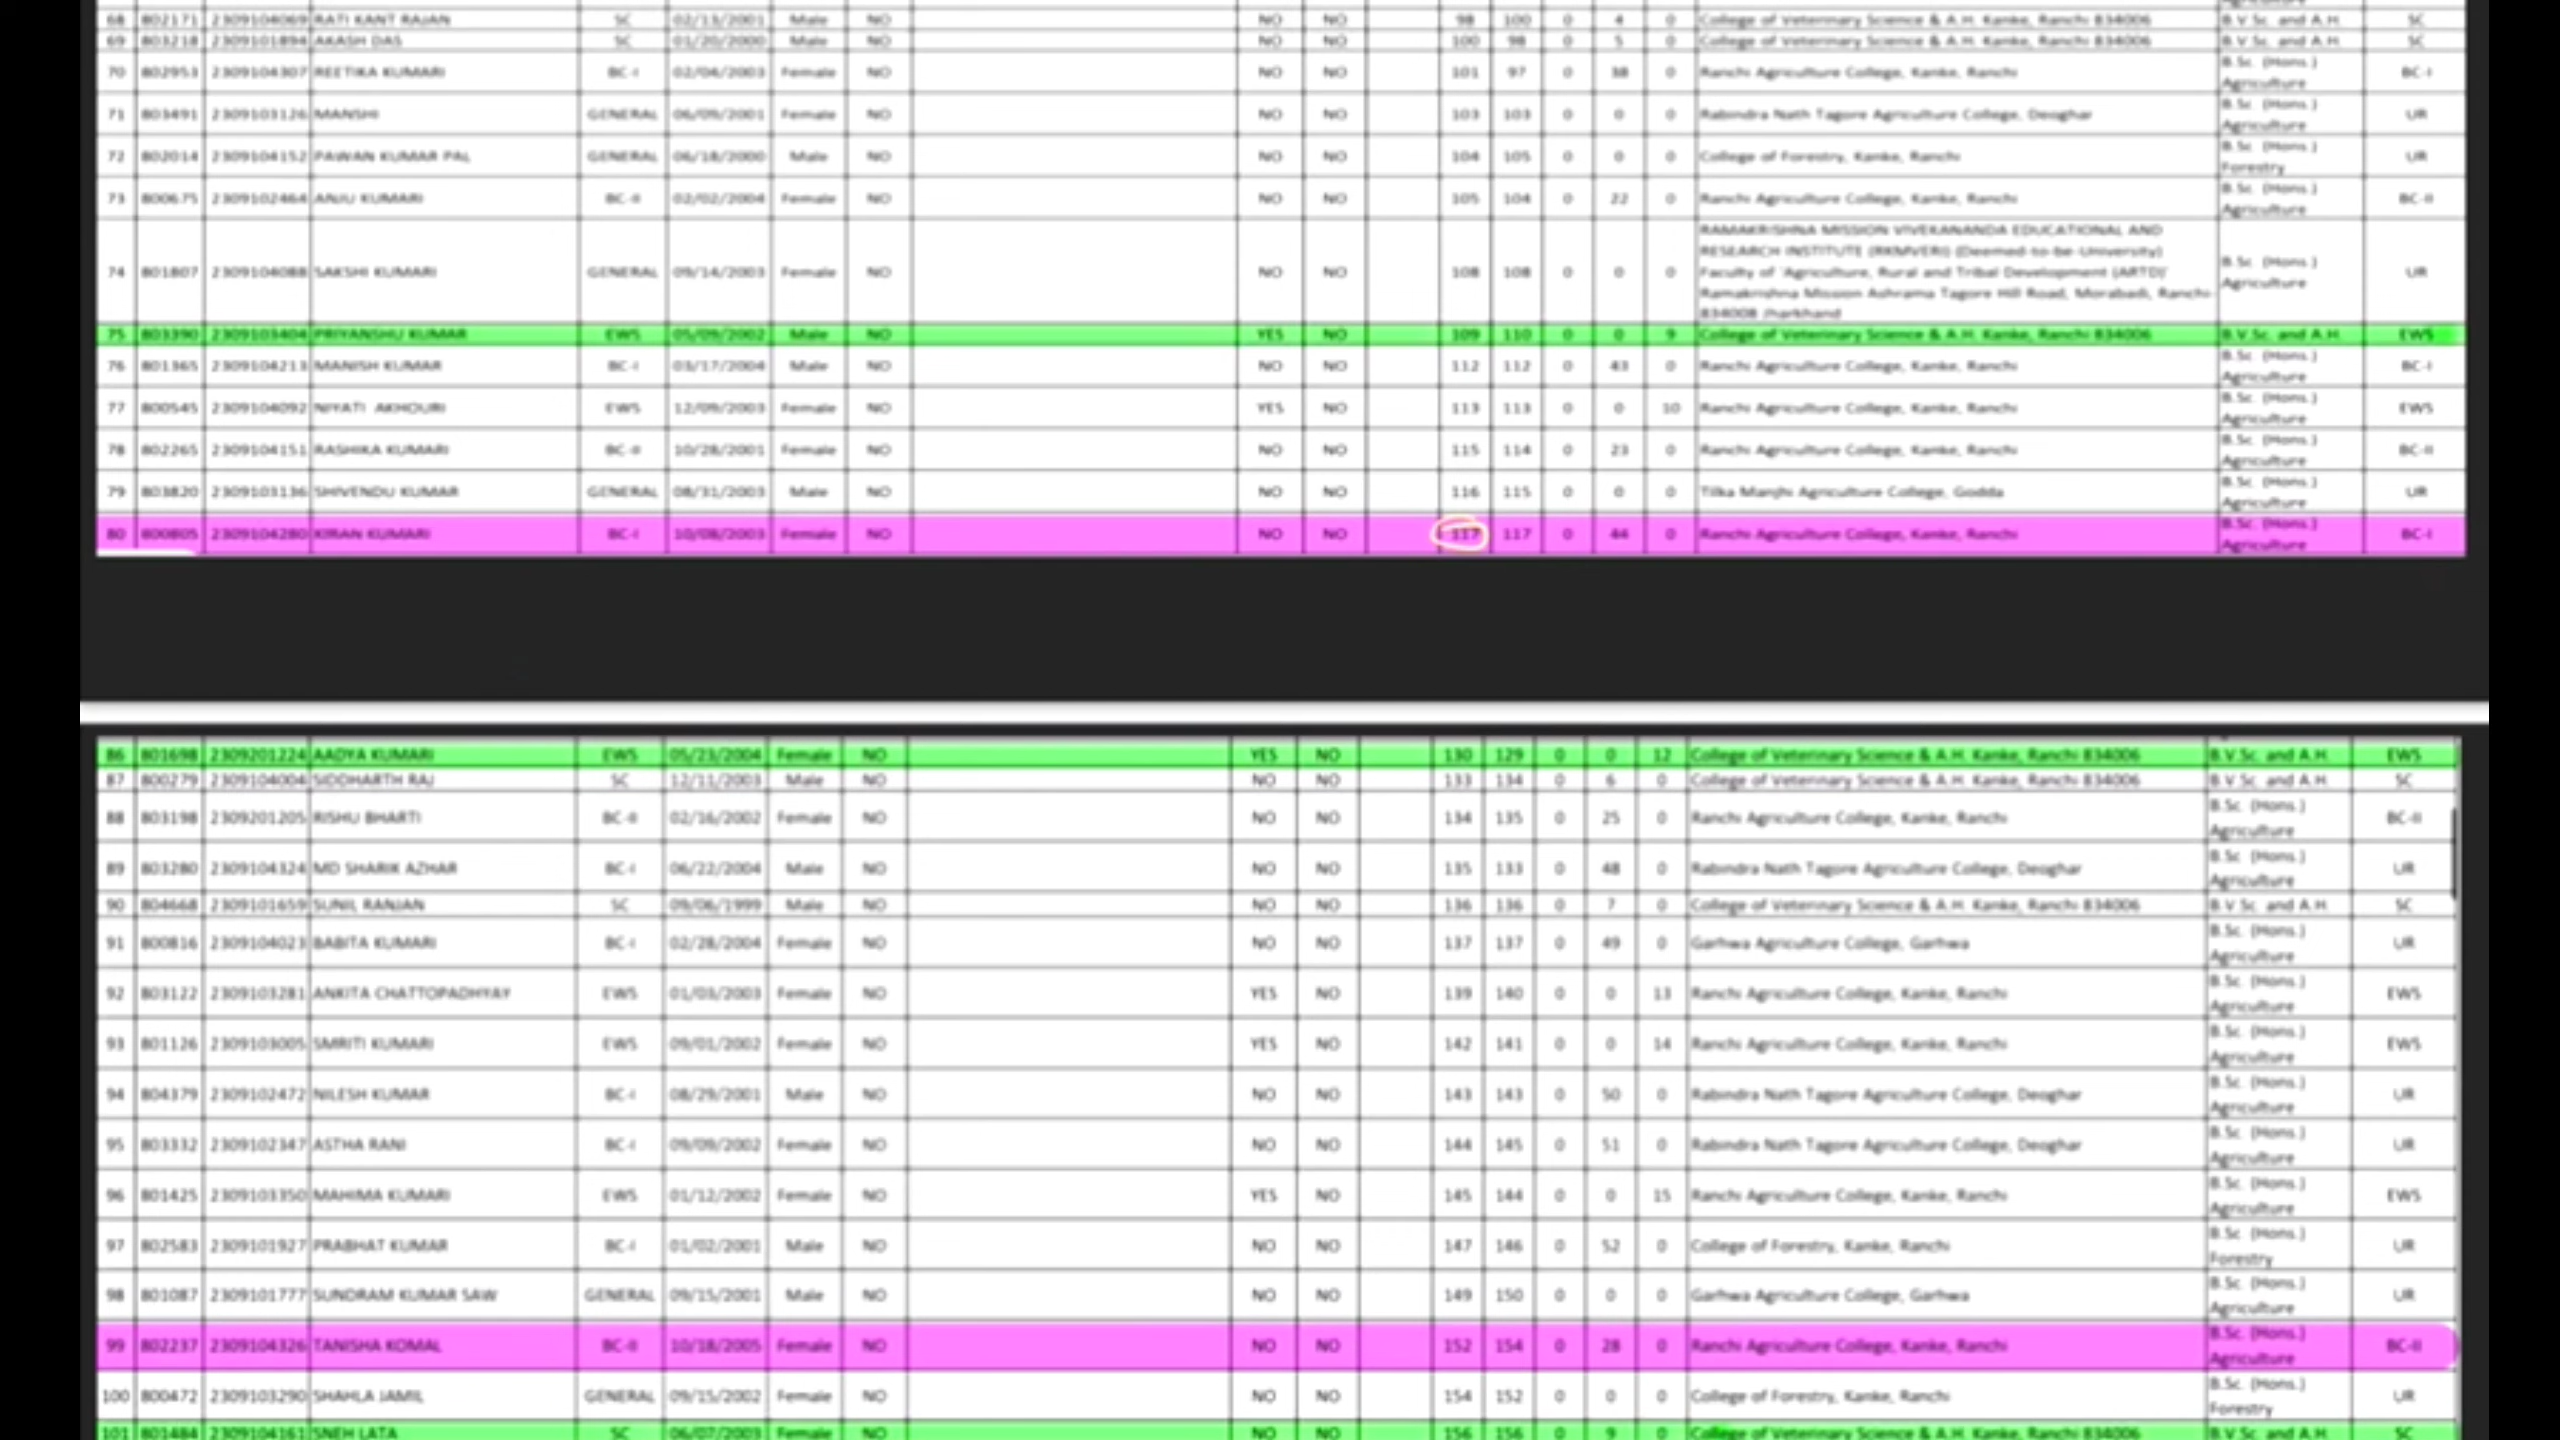 68 802171 2309104069 RATI KANT RAJAN SC 02/13/2001 Male NO NO NO 98 100 0 4 0 College of Veterinary Science & A.H. Kanke, Ranchi 834006 B.V.Sc. and A.H. SC
69 803218 2309101894 AKASH DAS SC 01/20/2000 Male NO NO NO 100 98 0 5 0 College of Veterinary Science & A.H. Kanke, Ranchi 834006 B.V.Sc. and A.H. SC
70 802953 2309104307 REETIKA KUMARI BC-I 02/04/2003 Female NO NO NO 101 97 0 38 0 Ranchi Agriculture College, Kanke, Ranchi B.Sc. (Hons.) Agriculture BC-I
71 803491 2309103126 MANSHI GENERAL 06/09/2001 Female NO NO NO 103 103 0 0 0 Rabindra Nath Tagore Agriculture College, Deoghar B.Sc. (Hons.) Agriculture UR
72 802014 2309104152 PAWAN KUMAR PAL GENERAL 06/18/2000 Male NO NO NO 104 105 0 0 0 College of Forestry, Kanke, Ranchi B.Sc. (Hons.) Forestry UR
73 800675 2309102464 ANJU KUMARI BC-II 02/02/2004 Female NO NO NO 105 104 0 22 0 Ranchi Agriculture College, Kanke, Ranchi B.Sc. (Hons.) Agriculture BC-II
74 801807 2309104088 SAKSHI KUMARI GENERAL 09/14/2003 Female NO NO NO 108 108 0 0 0 RAMAKRISHNA MISSION VIVEKANANDA EDUCATIONAL AND
RESEARCH INSTITUTE (RKMVERI) (Deemed-to-be-University)
Faculty of 'Agriculture, Rural and Tribal Development (ARTD)'
Ramakrishna Mission Ashrama Tagore Hill Road, Morabadi, Ranchi-
834008 Jharkhand B.Sc. (Hons.) Agriculture UR
75 803390 2309103404 PRIYANSHU KUMAR EWS 05/09/2002 Male NO YES NO 109 110 0 0 9 College of Veterinary Science & A.H. Kanke, Ranchi 834006 B.V.Sc. and A.H. EWS
76 801365 2309104213 MANISH KUMAR BC-I 03/17/2004 Male NO NO NO 112 112 0 43 0 Ranchi Agriculture College, Kanke, Ranchi B.Sc. (Hons.) Agriculture BC-I
77 800545 2309104092 NIYATI AKHOURI EWS 12/09/2003 Female NO YES NO 113 113 0 0 10 Ranchi Agriculture College, Kanke, Ranchi B.Sc. (Hons.) Agriculture EWS
78 802265 2309104151 RASHIKA KUMARI BC-II 10/28/2001 Female NO NO NO 115 114 0 23 0 Ranchi Agriculture College, Kanke, Ranchi B.Sc. (Hons.) Agriculture BC-II
79 803820 2309103136 SHIVENDU KUMAR GENERAL 08/31/2003 Male NO NO NO 116 115 0 0 0 Tilka Manjhi Agriculture College, Godda B.Sc. (Hons.) Agriculture UR
80 800805 2309104280 KIRAN KUMARI BC-I 10/08/2003 Female NO NO NO 117 117 0 44 0 Ranchi Agriculture College, Kanke, Ranchi B.Sc. (Hons.) Agriculture BC-I
86 801698 2309201224 AADYA KUMARI EWS 05/23/2004 Female NO YES NO 130 129 0 0 12 College of Veterinary Science & A.H. Kanke, Ranchi 834006 B.V.Sc. and A.H. EWS
87 800279 2309104004 SIDDHARTH RAJ SC 12/11/2003 Male NO NO NO 133 134 0 6 0 College of Veterinary Science & A.H. Kanke, Ranchi 834006 B.V.Sc. and A.H. SC
88 803198 2309201205 RISHU BHARTI BC-II 02/16/2002 Female NO NO NO 134 135 0 25 0 Ranchi Agriculture College, Kanke, Ranchi B.Sc. (Hons.) Agriculture BC-II
89 803280 2309104324 MD SHARIK AZHAR BC-I 06/22/2004 Male NO NO NO 135 133 0 48 0 Rabindra Nath Tagore Agriculture College, Deoghar B.Sc. (Hons.) Agriculture UR
90 804668 2309101659 SUNIL RANJAN SC 09/06/1999 Male NO NO NO 136 136 0 7 0 College of Veterinary Science & A.H. Kanke, Ranchi 834006 B.V.Sc. and A.H. SC
91 800816 2309104023 BABITA KUMARI BC-I 02/28/2004 Female NO NO NO 137 137 0 49 0 Garhwa Agriculture College, Garhwa B.Sc. (Hons.) Agriculture UR
92 803122 2309103281 ANKITA CHATTOPADHYAY EWS 01/03/2003 Female NO YES NO 139 140 0 0 13 Ranchi Agriculture College, Kanke, Ranchi B.Sc. (Hons.) Agriculture EWS
93 801126 2309103005 SMRITI KUMARI EWS 09/01/2002 Female NO YES NO 142 141 0 0 14 Ranchi Agriculture College, Kanke, Ranchi B.Sc. (Hons.) Agriculture EWS
94 804379 2309102472 NILESH KUMAR BC-I 08/29/2001 Male NO NO NO 143 143 0 50 0 Rabindra Nath Tagore Agriculture College, Deoghar B.Sc. (Hons.) Agriculture UR
95 803332 2309102347 ASTHA RANI BC-I 09/09/2002 Female NO NO NO 144 145 0 51 0 Rabindra Nath Tagore Agriculture College, Deoghar B.Sc. (Hons.) Agriculture UR
96 801425 2309103350 MAHIMA KUMARI EWS 01/12/2002 Female NO YES NO 145 144 0 0 15 Ranchi Agriculture College, Kanke, Ranchi B.Sc. (Hons.) Agriculture EWS
97 802583 2309101927 PRABHAT KUMAR BC-I 01/02/2001 Male NO NO NO 147 146 0 52 0 College of Forestry, Kanke, Ranchi B.Sc. (Hons.) Forestry UR
98 801087 2309101777 SUNDRAM KUMAR SAW GENERAL 09/15/2001 Male NO NO NO 149 150 0 0 0 Garhwa Agriculture College, Garhwa B.Sc. (Hons.) Agriculture UR
99 802237 2309104326 TANISHA KOMAL BC-II 10/18/2005 Female NO NO NO 152 154 0 28 0 Ranchi Agriculture College, Kanke, Ranchi B.Sc. (Hons.) Agriculture BC-II
100 800472 2309103290 SHAHLA JAMIL GENERAL 09/15/2002 Female NO NO NO 154 152 0 0 0 College of Forestry, Kanke, Ranchi B.Sc. (Hons.) Forestry UR
101 801484 2309104161 SNEH LATA SC 06/07/2003 Female NO NO NO 156 156 0 9 0 College of Veterinary Science & A.H. Kanke, Ranchi 834006 B.V.Sc. and A.H. SC